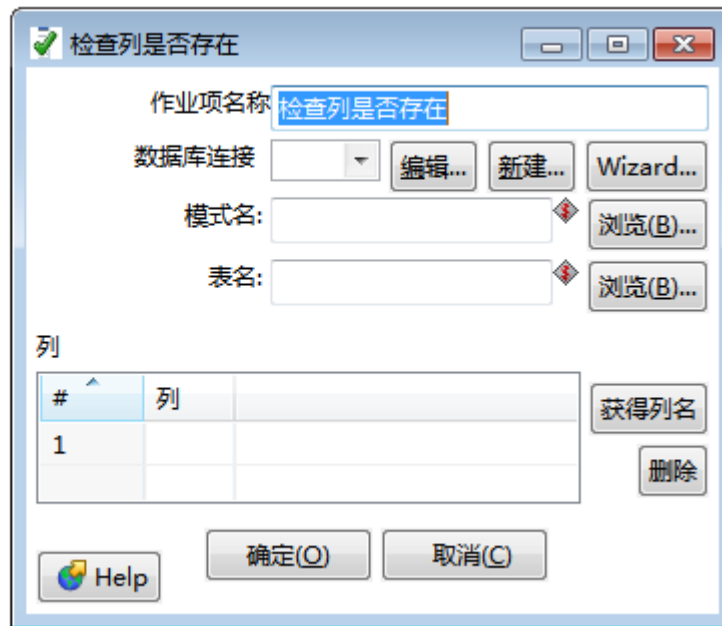 检查列是否存在
作业项名称 检查列是否存在
数据库连接 编辑... 新建... Wizard...
模式名: 浏览(B)...
表名: 浏览(B)...
列
# 列
获得列名
1
删除
确定(O) 取消(C)
Help